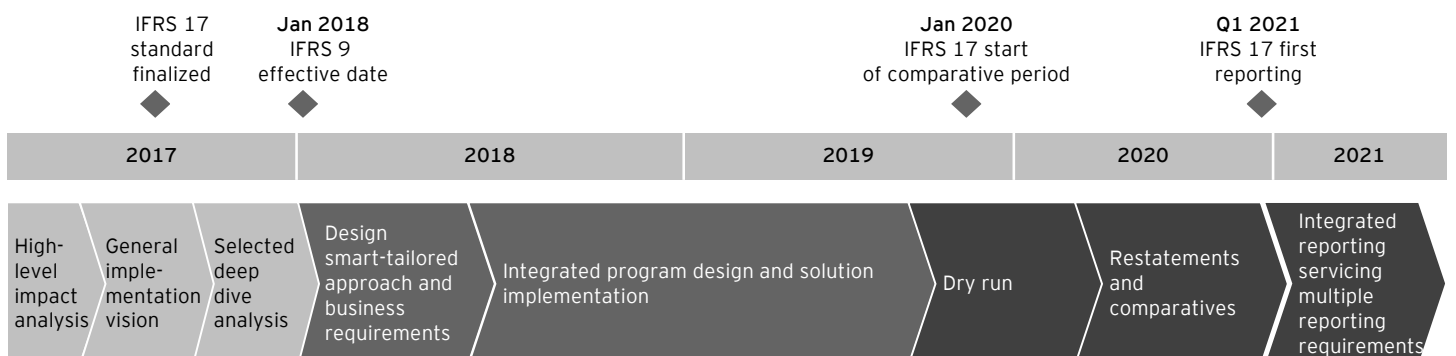 IFRS 17
standard
finalized
Jan 2018
IFRS 9
effective date
Jan 2020
IFRS 17 start
of comparative period
Q1 2021
IFRS 17 first
reporting
2017
2018
2019
2020
2021
High-
level
impact
analysis
General
imple-
mentation
vision
Selected
deep
dive
analysis
Design
smart-tailored
approach and
business
requirements
Integrated program design and solution
implementation
Dry run
Restatements
and
comparatives
Integrated
reporting
servicing
multiple
reporting
requirements